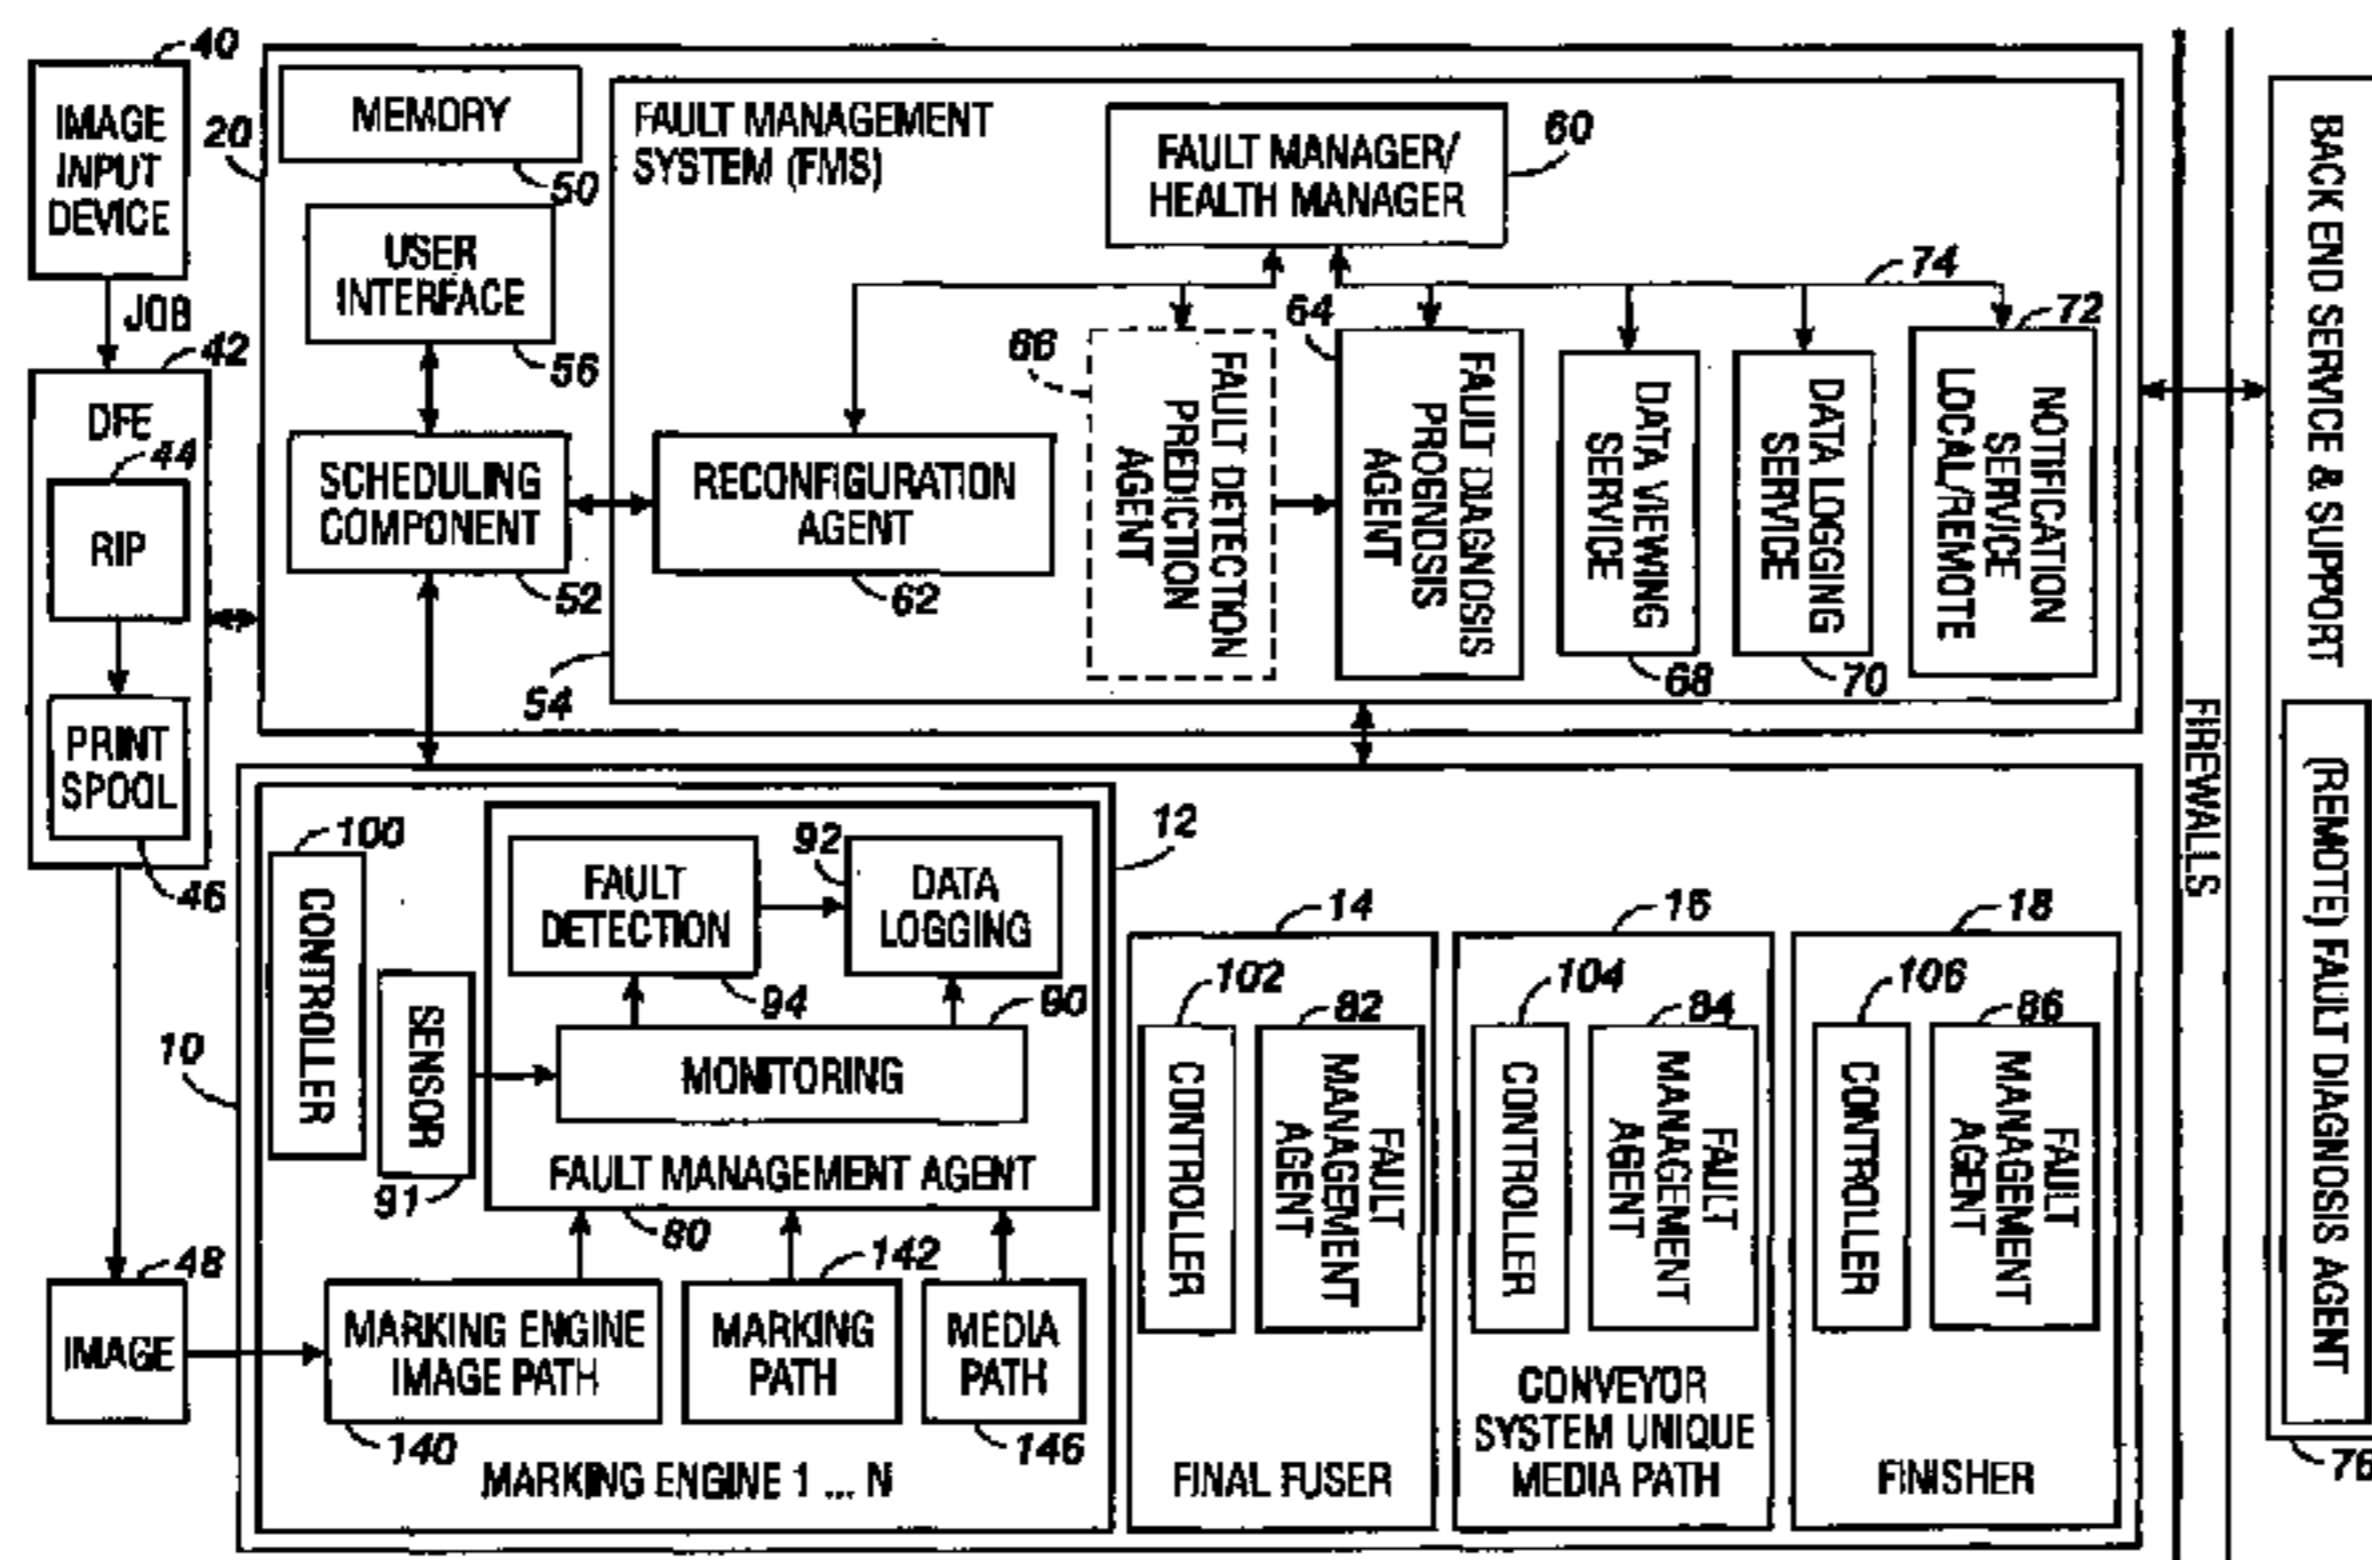 40
IMAGE
INPUT
DEVICE
JOB
42
DFE
44
RIP
PRINT
SPOOL
46
48
IMAGE
20
MEMORY
50
USER
INTERFACE
56
SCHEDULING
COMPONENT
52
FAULT MANAGEMENT
SYSTEM (FMS)
54
FAULT MANAGER/
HEALTH MANAGER
60
74
RECONFIGURATION
AGENT
62
66
FAULT DETECTION
PREDICTION
AGENT
64
FAULT DIAGNOSIS
PROGNOSIS
AGENT
DATA VIEWING
SERVICE
68
DATA LOGGING
SERVICE
70
72
NOTIFICATION
SERVICE
LOCAL/REMOTE
10
12
100
CONTROLLER
SENSOR
91
FAULT
DETECTION
94
92
DATA
LOGGING
90
MONITORING
FAULT MANAGEMENT AGENT
80
MARKING ENGINE
IMAGE PATH
140
142
MARKING
PATH
MEDIA
PATH
146
MARKING ENGINE 1 ... N
14
102
CONTROLLER
82
FAULT
MANAGEMENT
AGENT
FINAL FUSER
16
104
CONTROLLER
84
FAULT
MANAGEMENT
AGENT
CONVEYOR
SYSTEM UNIQUE
MEDIA PATH
18
106
CONTROLLER
86
FAULT
MANAGEMENT
AGENT
FINISHER
FIREWALLS
BACK END SERVICE & SUPPORT
(REMOTE) FAULT DIAGNOSIS AGENT
76